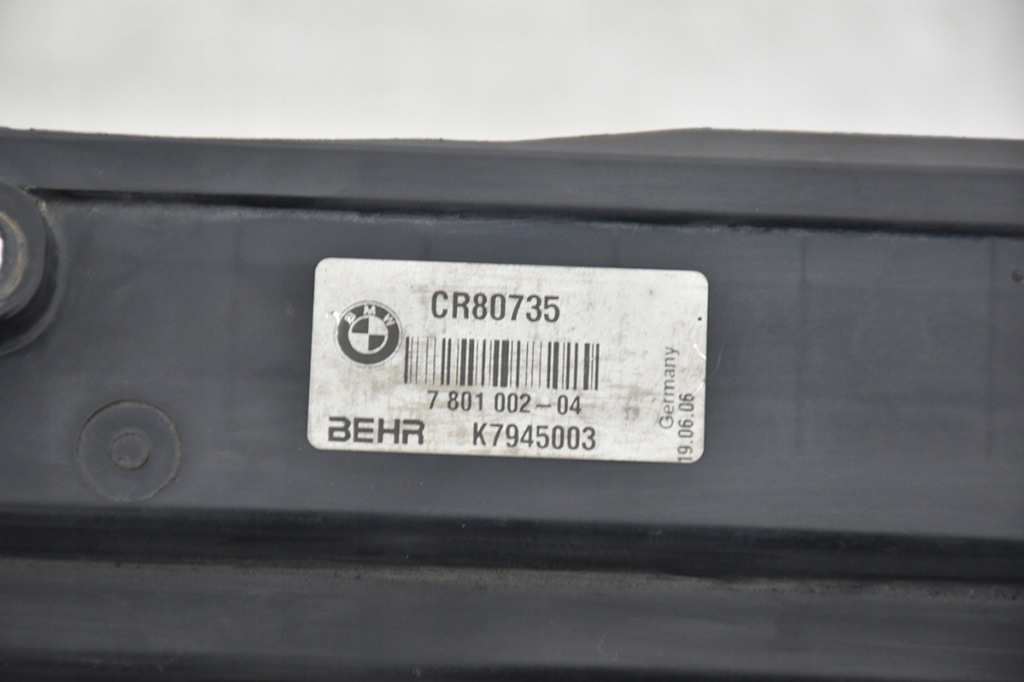 CR80735
BMW
7 801 002-04
BEHR K7945003
Germany
19.06.06